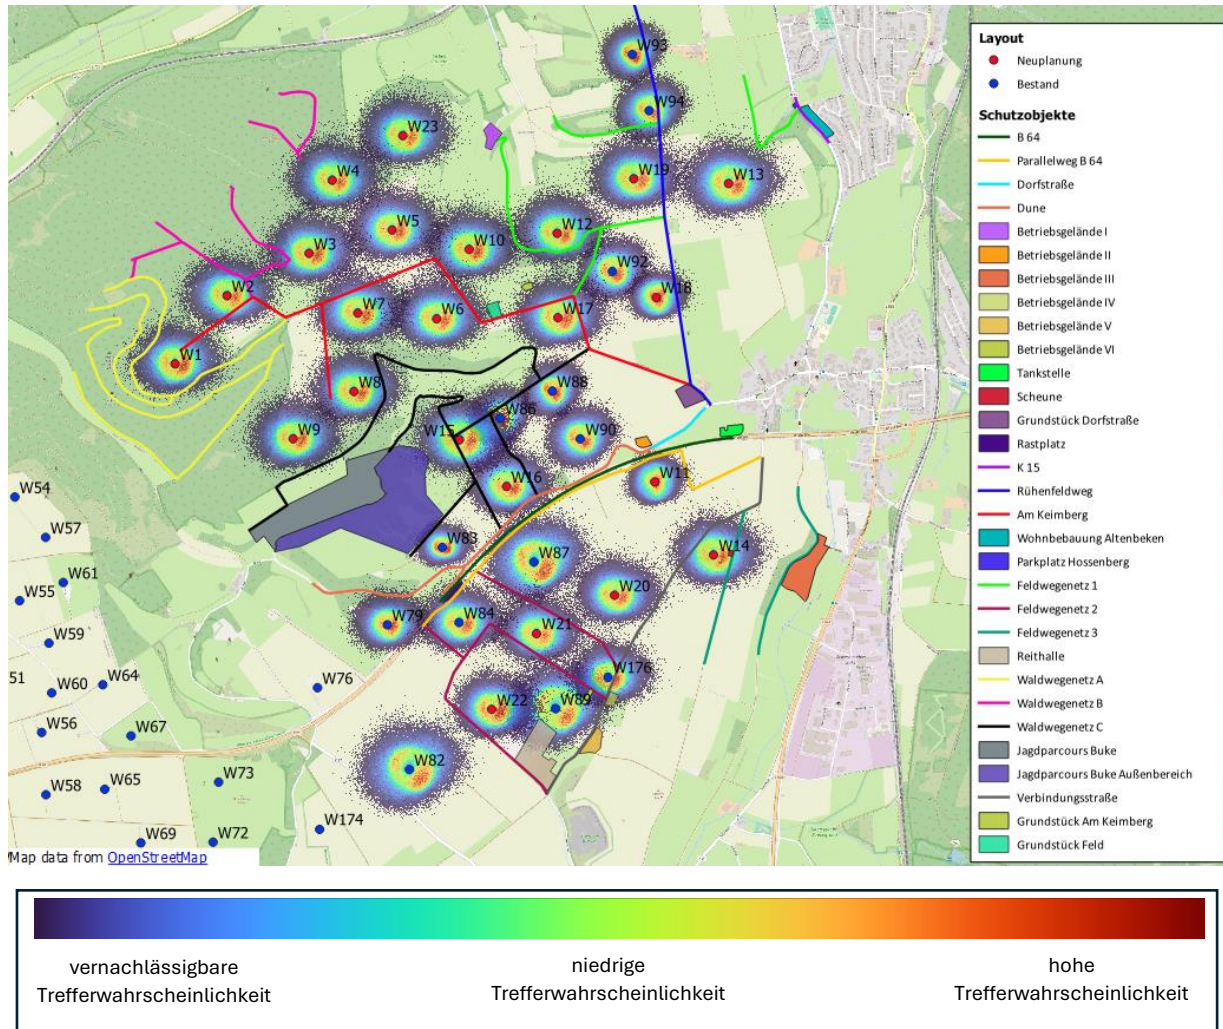 W93
W94
W23
W4
W19
W13
W5
W12
W3
W10
W92
W2
W18
W7
W6
W17
W1
W8
W88
W86
W9
W15
W90
W11
W16
W54
W57
W83
W87
W14
W61
W55
W20
W79
W84
W21
W59
W176
51
W60
W64
W76
W22
W89
W56
W67
W82
W73
W58
W65
W174
W69
W72
Map data from OpenStreetMap
Layout
Neuplanung
Bestand
Schutzobjekte
B 64
Parallelweg B 64
Dorfstraße
Dune
Betriebsgelände I
Betriebsgelände II
Betriebsgelände III
Betriebsgelände IV
Betriebsgelände V
Betriebsgelände VI
Tankstelle
Scheune
Grundstück Dorfstraße
Rastplatz
K 15
Rühenfeldweg
Am Keimberg
Wohnbebauung Altenbeken
Parkplatz Hossenberg
Feldwegenetz 1
Feldwegenetz 2
Feldwegenetz 3
Reithalle
Waldwegenetz A
Waldwegenetz B
Waldwegenetz C
Jagdparcours Buke
Jagdparcours Buke Außenbereich
Verbindungsstraße
Grundstück Am Keimberg
Grundstück Feld
vernachlässigbare
Trefferwahrscheinlichkeit
niedrige
Trefferwahrscheinlichkeit
hohe
Trefferwahrscheinlichkeit